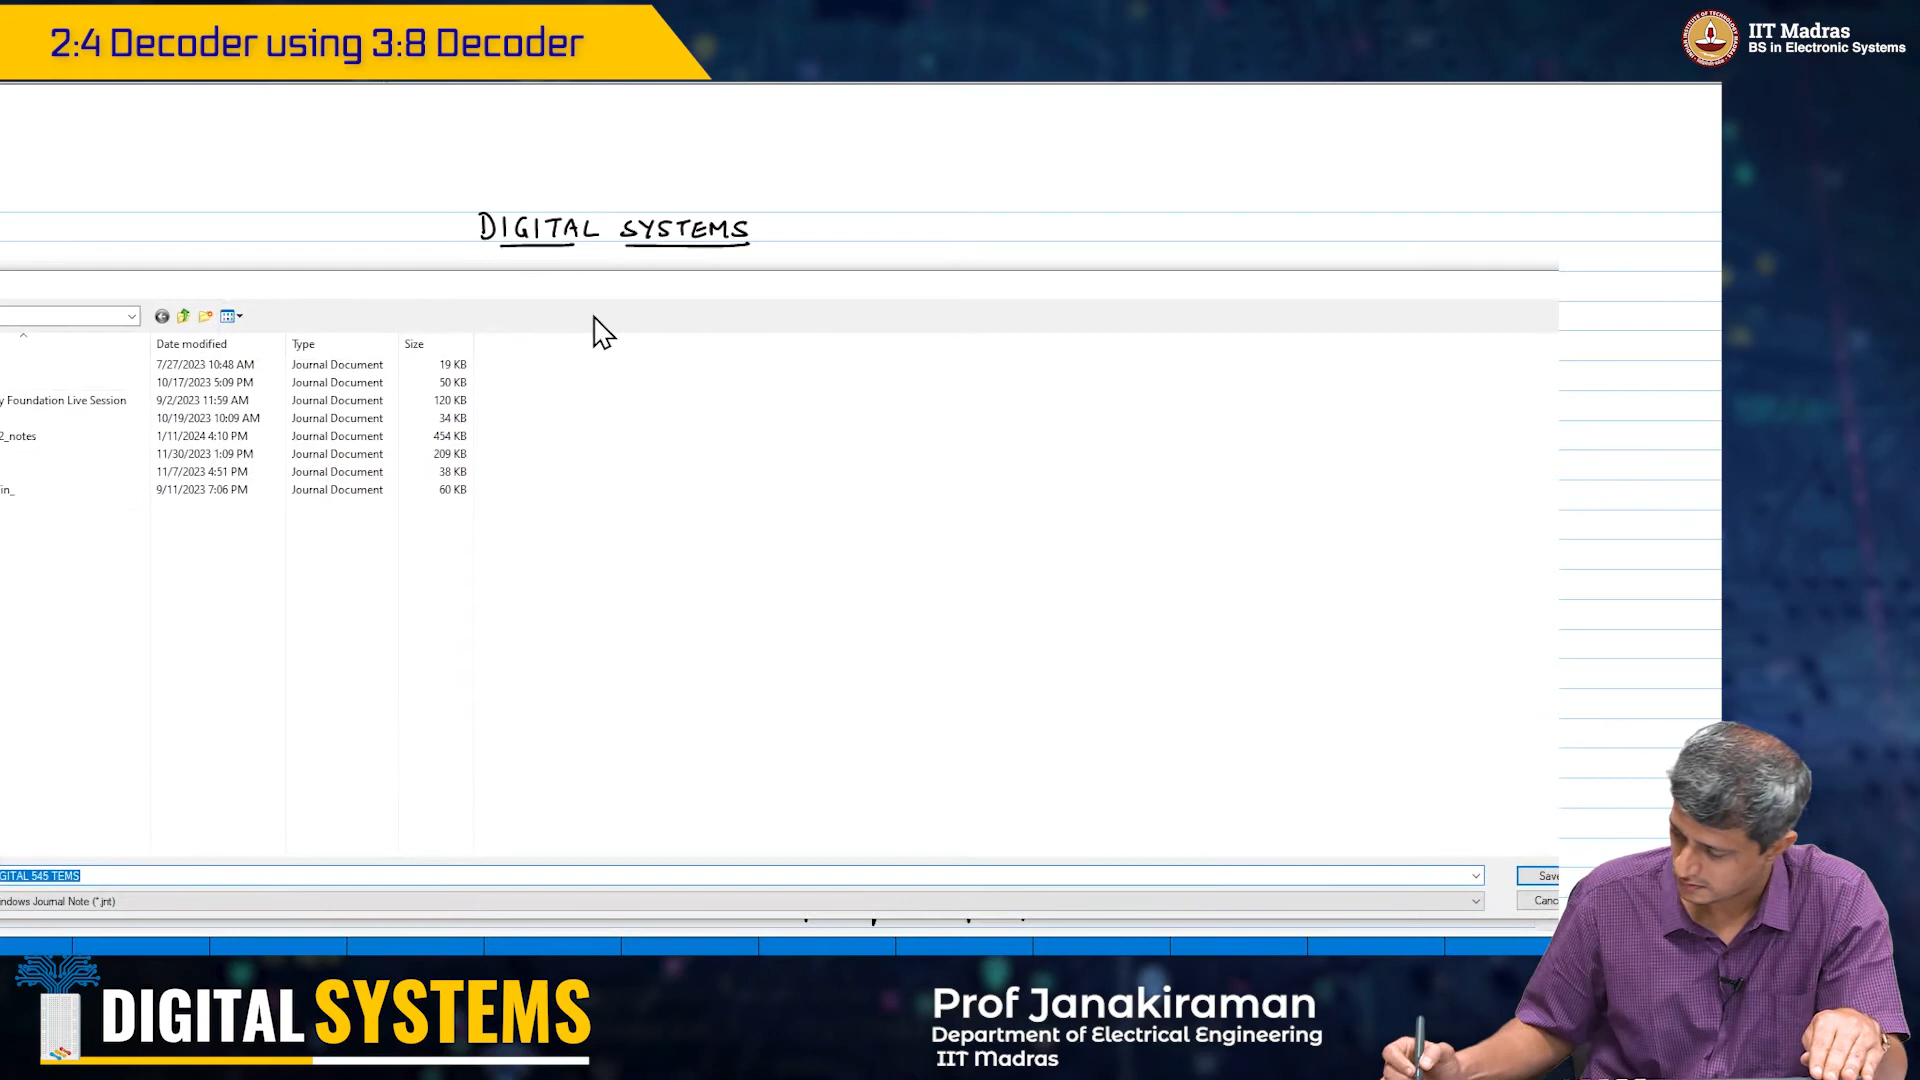 2:4 Decoder using 3:8 Decoder
IIT Madras
BS in Electronic Systems
DIGITAL SYSTEMS
Date modified Type Size
7/27/2023 10:48 AM Journal Document 19 KB
10/17/2023 5:09 PM Journal Document 50 KB
y Foundation Live Session 9/2/2023 11:59 AM Journal Document 120 KB
10/19/2023 10:09 AM Journal Document 34 KB
2_notes 1/11/2024 4:10 PM Journal Document 454 KB
11/30/2023 1:09 PM Journal Document 209 KB
11/7/2023 4:51 PM Journal Document 38 KB
in_ 9/11/2023 7:06 PM Journal Document 60 KB
GITAL 545 TEMS Save
ndows Journal Note (*.jnt) Canc
DIGITAL SYSTEMS
Prof Janakiraman
Department of Electrical Engineering
IIT Madras